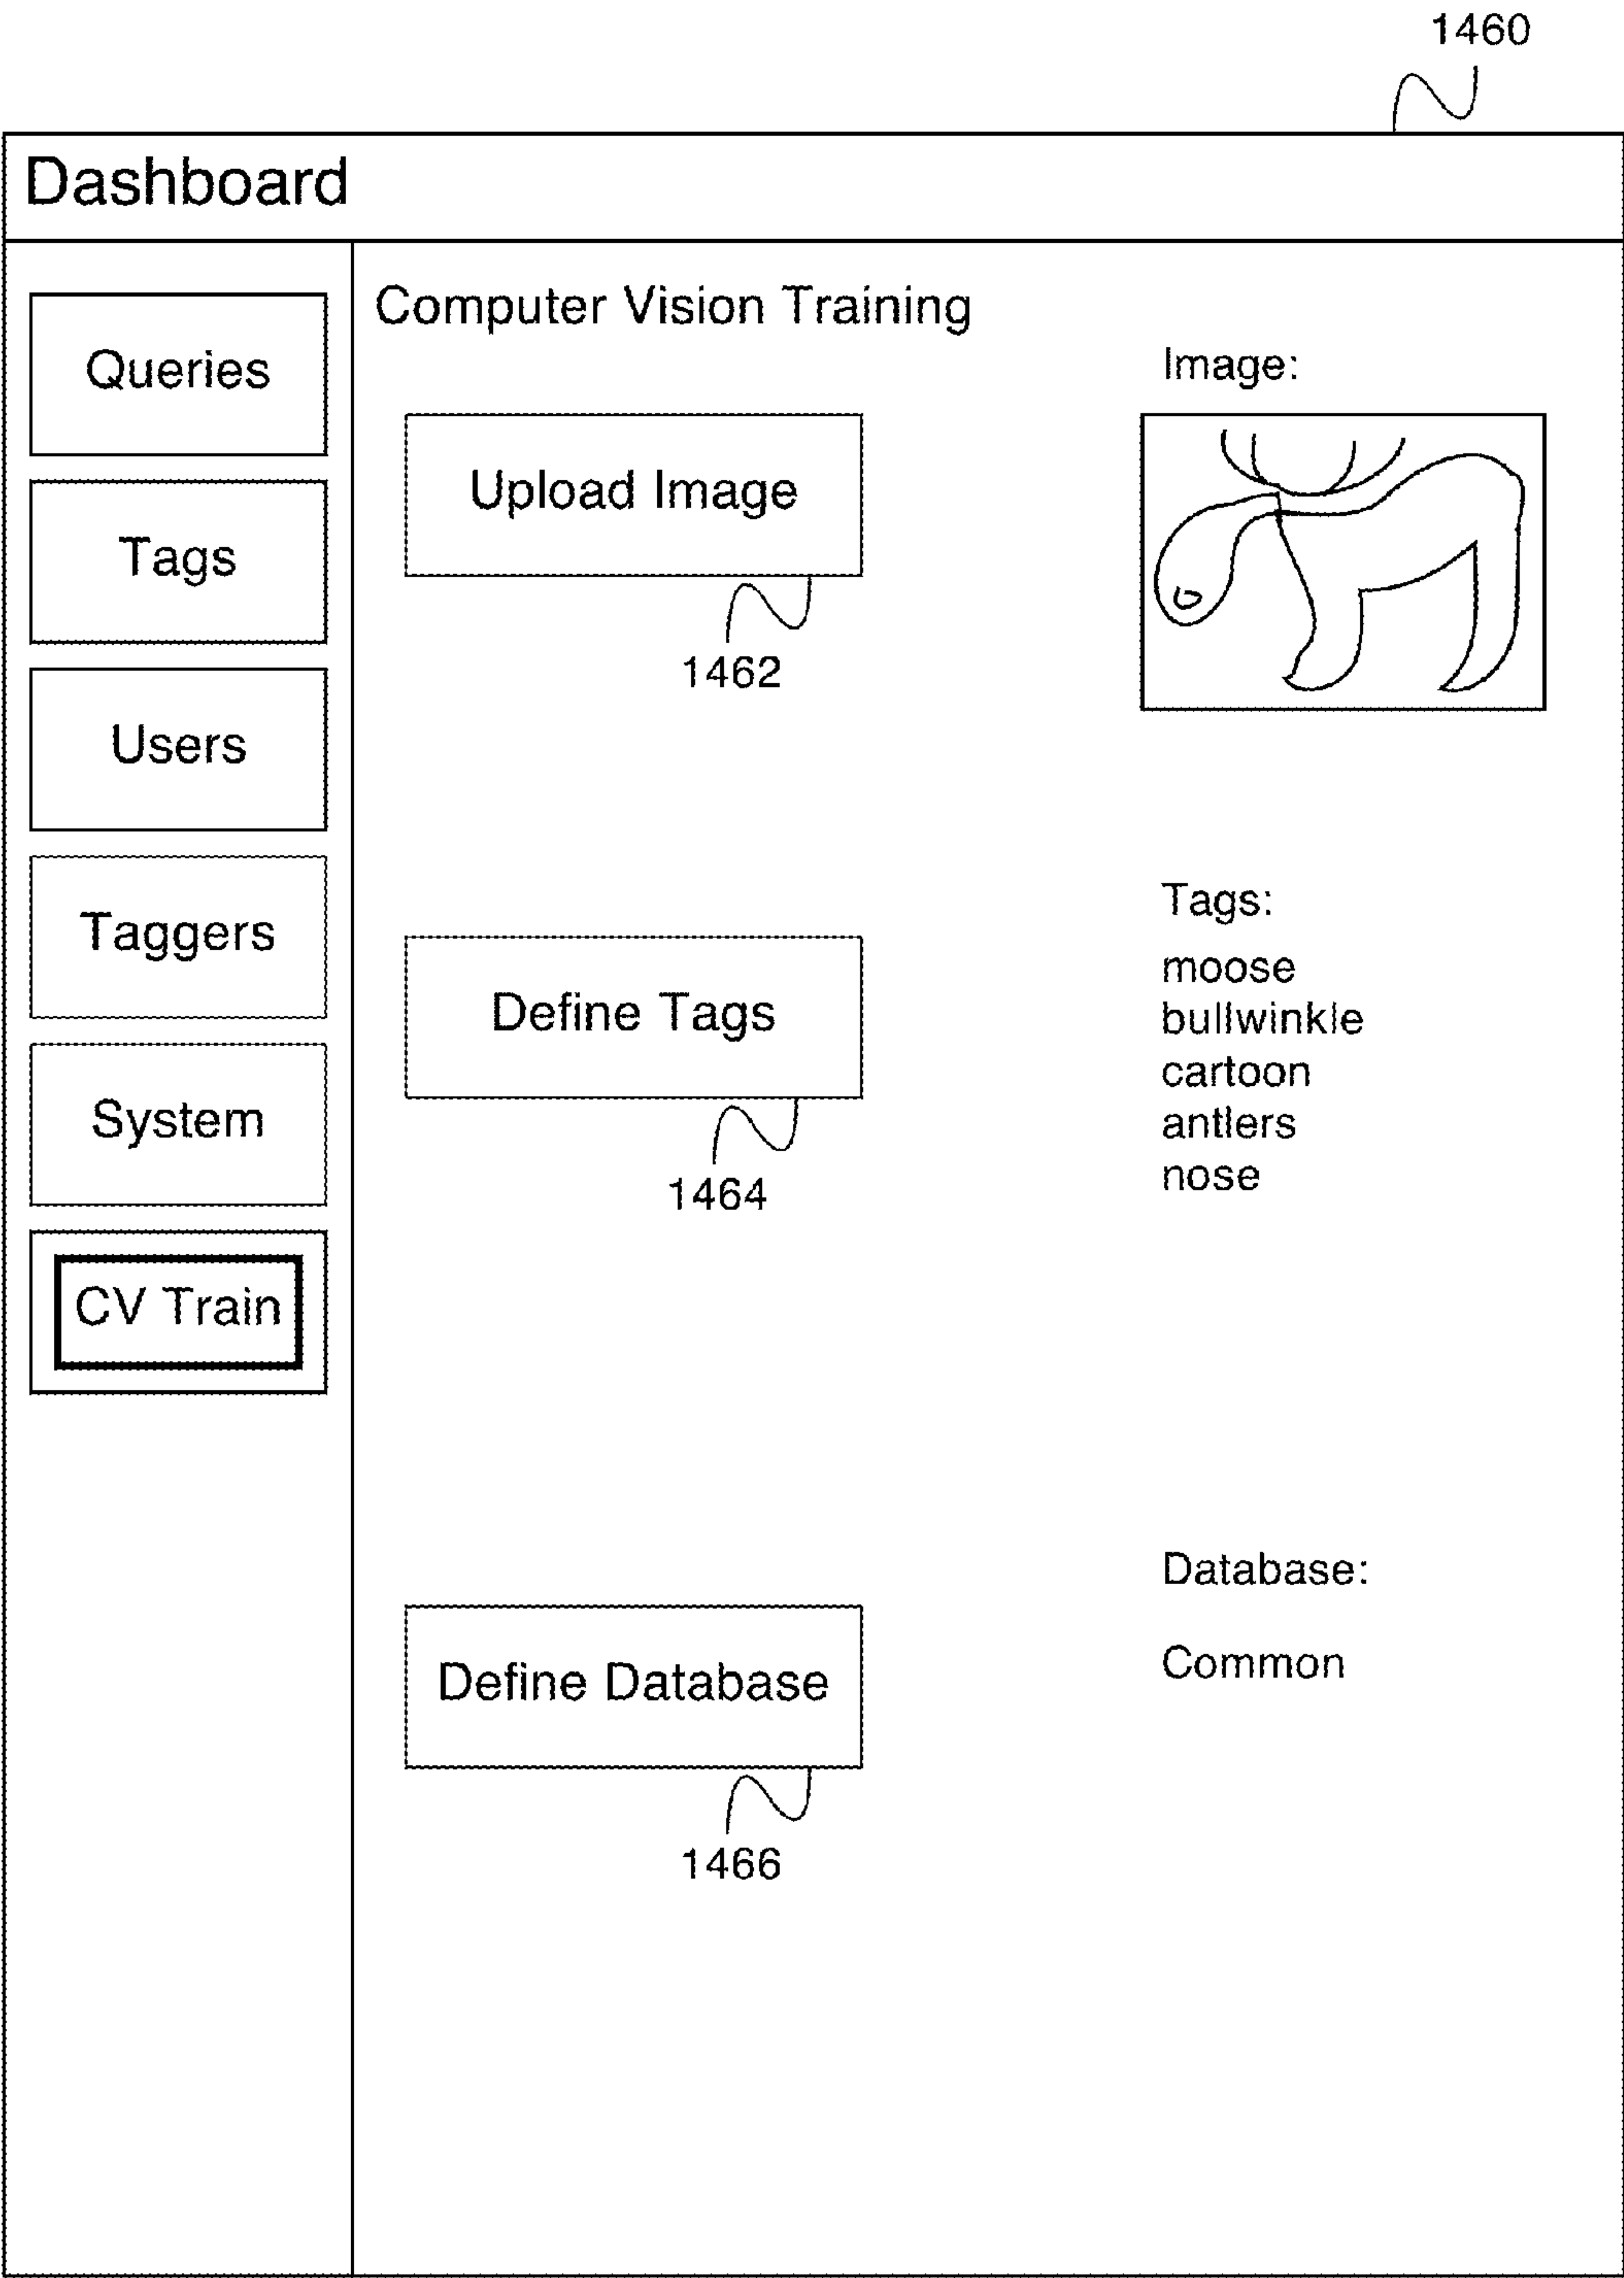 1460
Dashboard
Queries
Tags
Users
Taggers
System
CV Train
Computer Vision Training
Upload Image
1462
Image:
Define Tags
1464
Tags:
moose
bullwinkle
cartoon
antlers
nose
Define Database
1466
Database:
Common